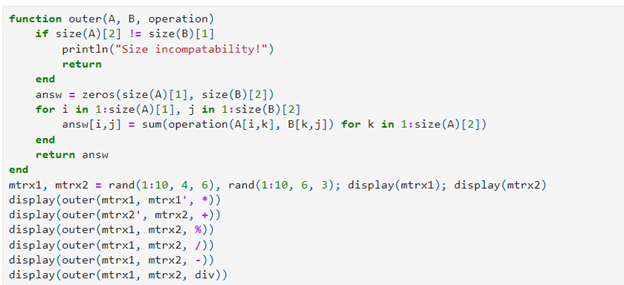 function outer(A, B, operation)
    if size(A)[2] != size(B)[1]
        println("Size incompatability!")
        return
    end
    answ = zeros(size(A)[1], size(B)[2])
    for i in 1:size(A)[1], j in 1:size(B)[2]
        answ[i,j] = sum(operation(A[i,k], B[k,j]) for k in 1:size(A)[2])
    end
    return answ
end
mtrx1, mtrx2 = rand(1:10, 4, 6), rand(1:10, 6, 3); display(mtrx1); display(mtrx2)
display(outer(mtrx1, mtrx1', *))
display(outer(mtrx2', mtrx2, +))
display(outer(mtrx1, mtrx2, %))
display(outer(mtrx1, mtrx2, /))
display(outer(mtrx1, mtrx2, -))
display(outer(mtrx1, mtrx2, div))